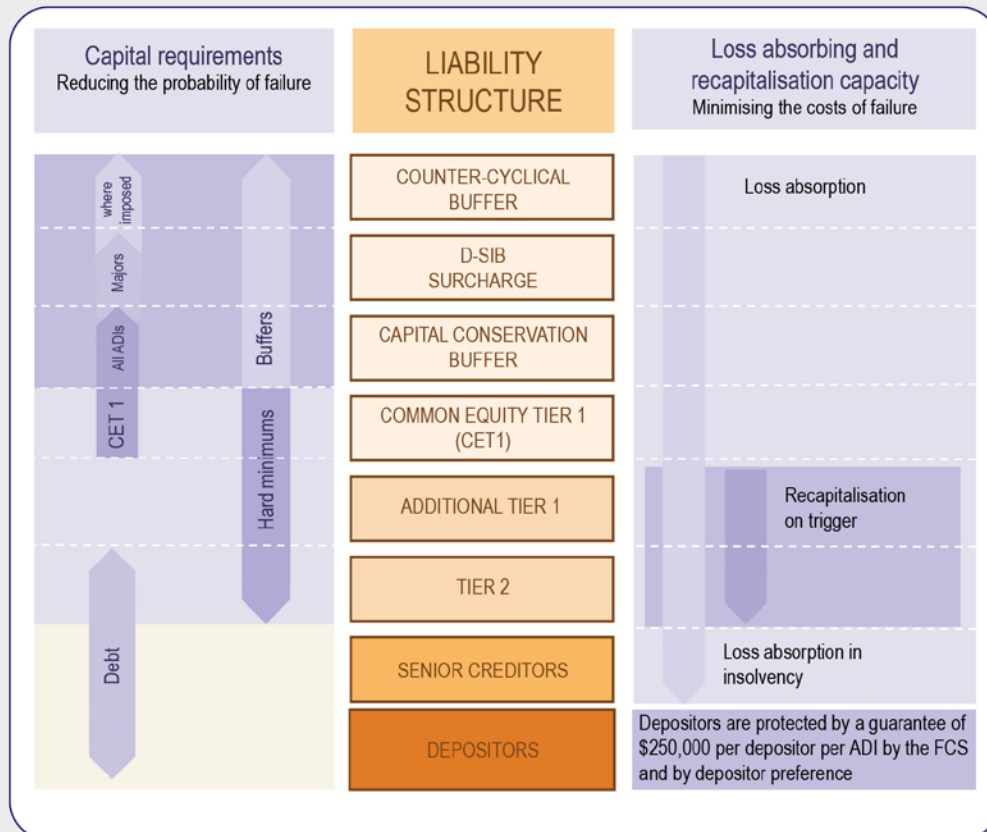 Capital requirements
Reducing the probability of failure
LIABILITY
STRUCTURE
Loss absorbing and
recapitalisation capacity
Minimising the costs of failure
where
imposed
Majors
All ADIs
CET 1
Buffers
Hard minimums
Debt
COUNTER-CYCLICAL
BUFFER
D-SIB
SURCHARGE
CAPITAL CONSERVATION
BUFFER
COMMON EQUITY TIER 1
(CET1)
ADDITIONAL TIER 1
TIER 2
SENIOR CREDITORS
DEPOSITORS
Loss absorption
Recapitalisation
on trigger
Loss absorption in
insolvency
Depositors are protected by a guarantee of
$250,000 per depositor per ADI by the FCS
and by depositor preference